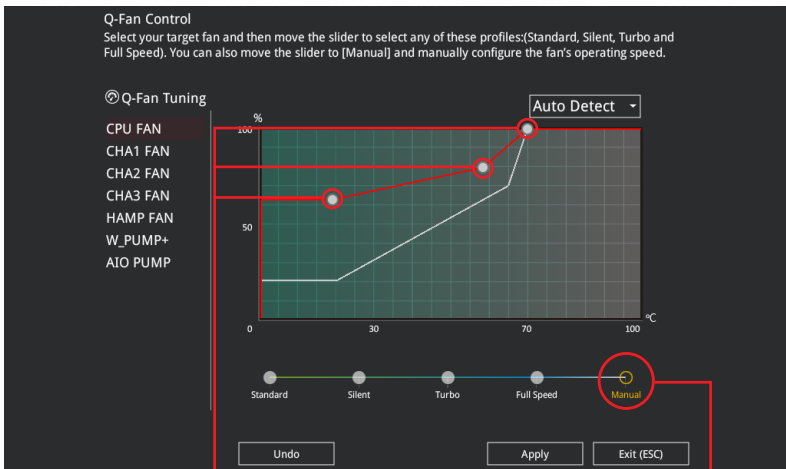 Q-Fan Control
Select your target fan and then move the slider to select any of these profiles:(Standard, Silent, Turbo and
Full Speed). You can also move the slider to [Manual] and manually configure the fan's operating speed.
Q-Fan Tuning
Auto Detect
CPU FAN
CHA1 FAN
CHA2 FAN
CHA3 FAN
HAMP FAN
W_PUMP+
AIO PUMP
%
100
50
0 30 70 100
ºC
Standard Silent Turbo Full Speed Manual
Undo Apply Exit (ESC)